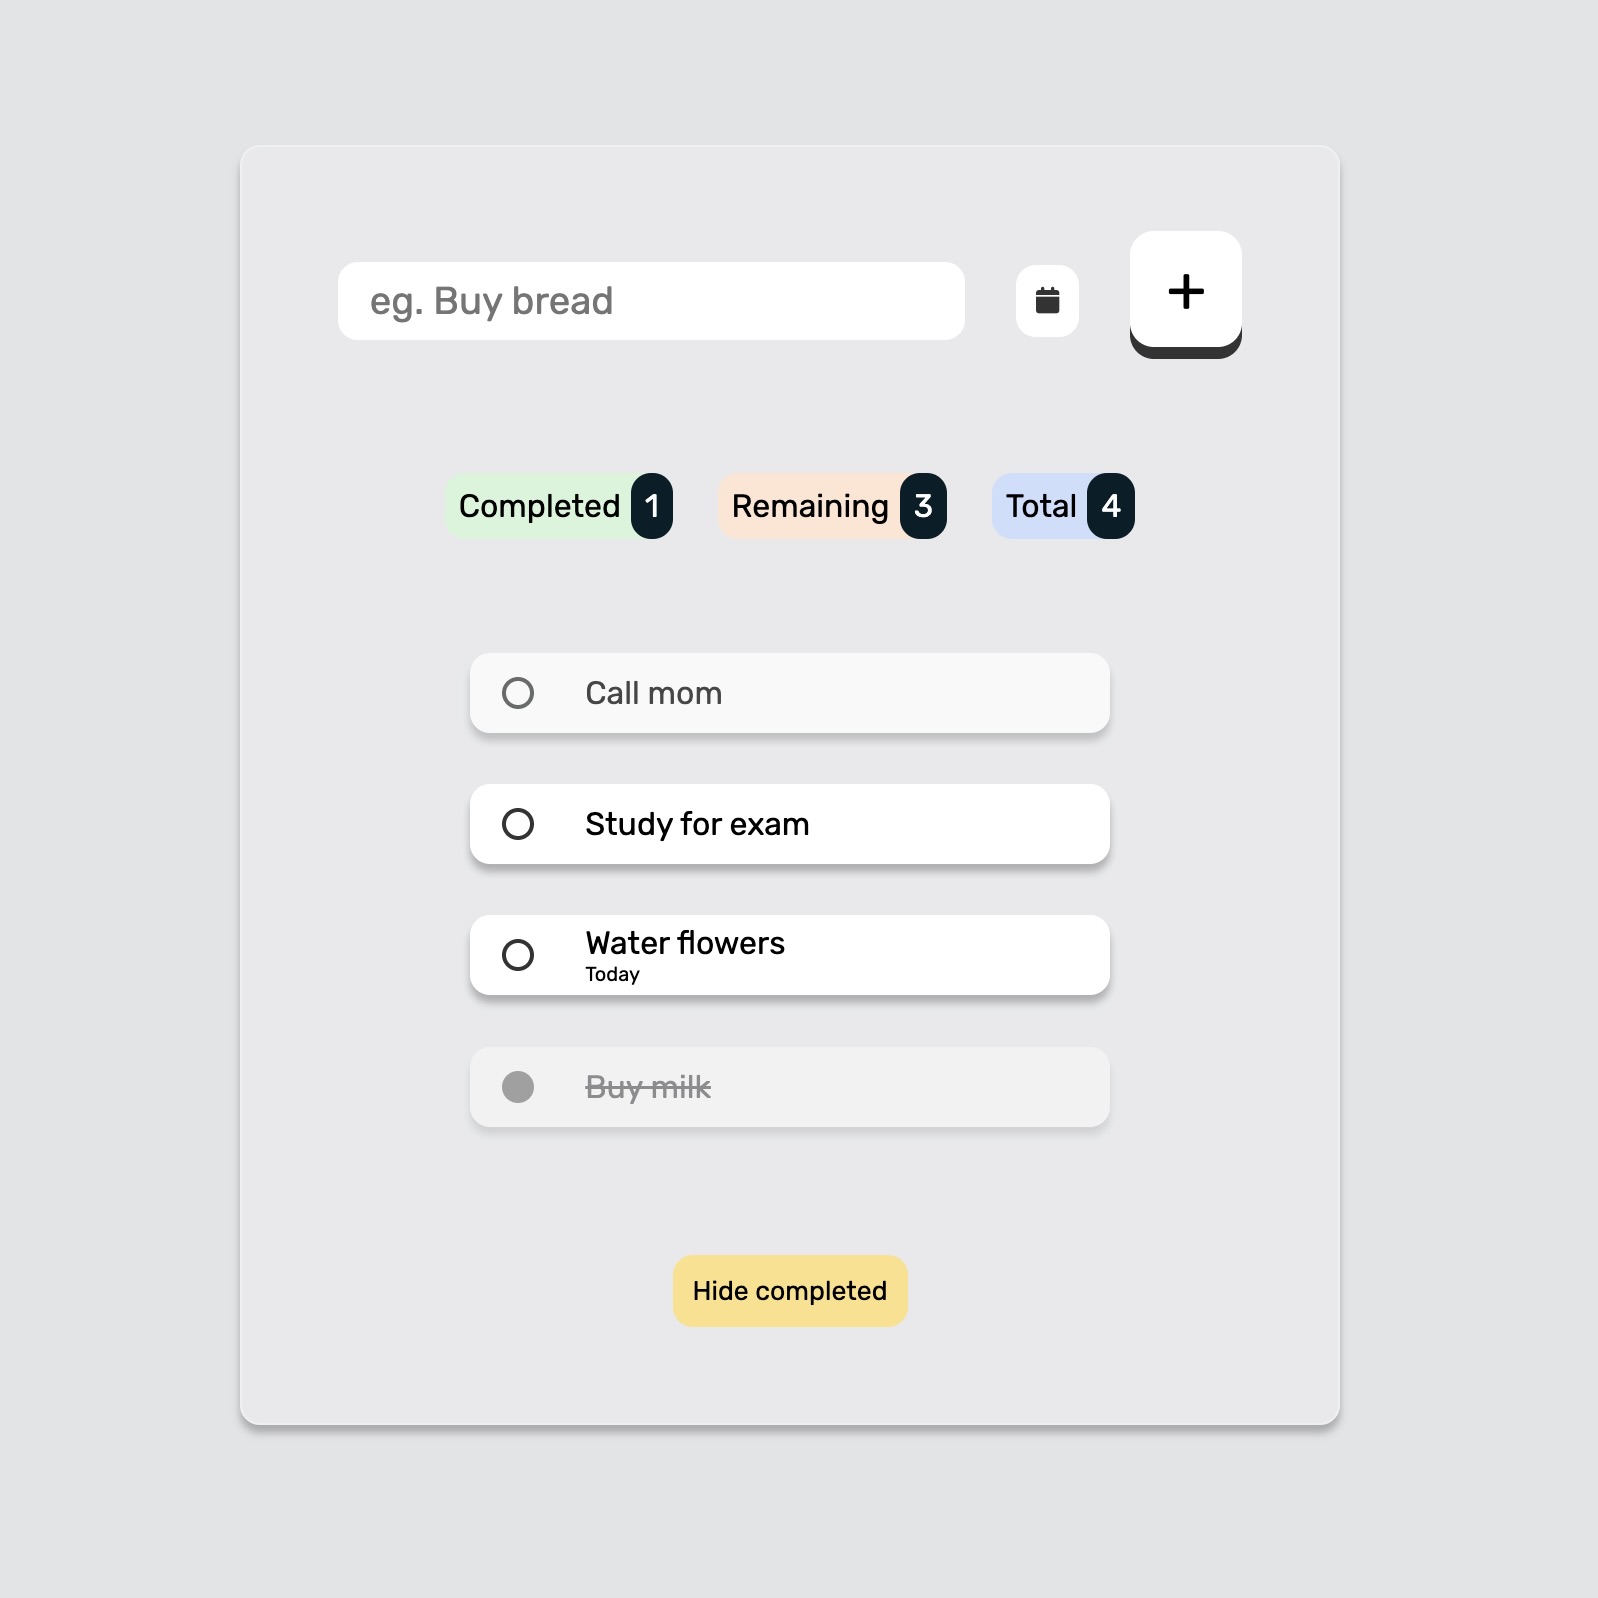 eg. Buy bread
Completed 1 Remaining 3 Total 4
Call mom
Study for exam
Water flowers
Today
Buy milk
Hide completed